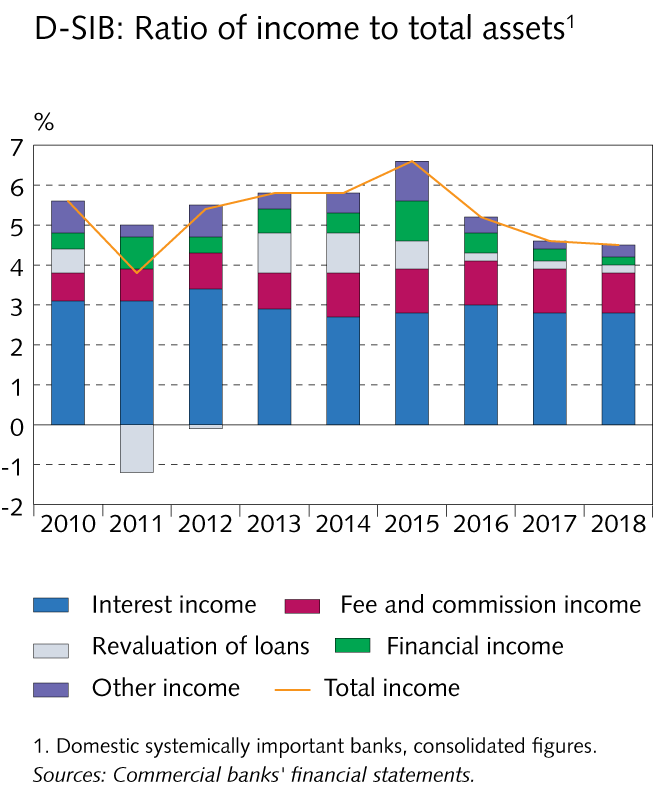 D-SIB: Ratio of income to total assets¹
%
7
6
5
4
3
2
1
0
-1
-2
2010 2011 2012 2013 2014 2015 2016 2017 2018
Interest income Fee and commission income
Revaluation of loans Financial income
Other income Total income
1. Domestic systemically important banks, consolidated figures.
Sources: Commercial banks' financial statements.